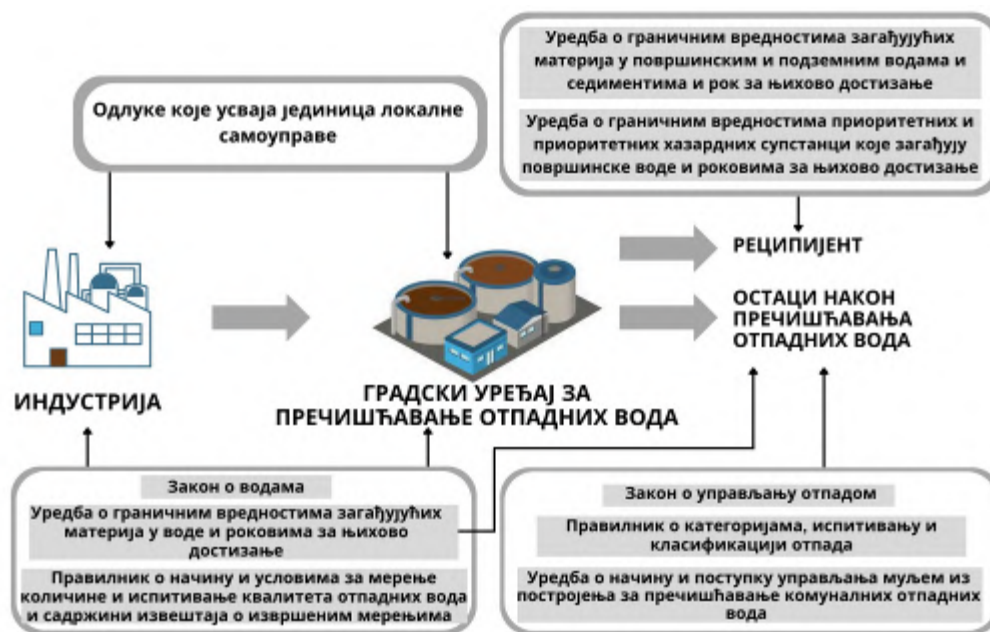 Уредба о граничним вредностима загађујућих
материја у површинским и подземним водама и
седиментима и рок за њихово достизање
Уредба о граничним вредностима приоритетних и
приоритетних хазардних супстанци које загађују
површинске воде и роковима за њихово достизање
Одлуке које усваја јединица локалне
самоуправе
РЕЦИПИЈЕНТ
ОСТАЦИ НАКОН
ПРЕЧИШЋАВАЊА
ОТПАДНИХ ВОДА
ИНДУСТРИЈА
ГРАДСКИ УРЕЂАЈ ЗА
ПРЕЧИШЋАВАЊЕ ОТПАДНИХ ВОДА
Закон о водама
Уредба о граничним вредностима загађујућих
материја у воде и роковима за њихово
достизање
Правилник о начину и условима за мерење
количине и испитивање квалитета отпадних вода
и садржини извештаја о извршеним мерењима
Закон о управљању отпадом
Правилник о категоријама, испитивању и
класификацији отпада
Уредба о начину и поступку управљања муљем из
постројења за пречишћавање комуналних отпадних
вода